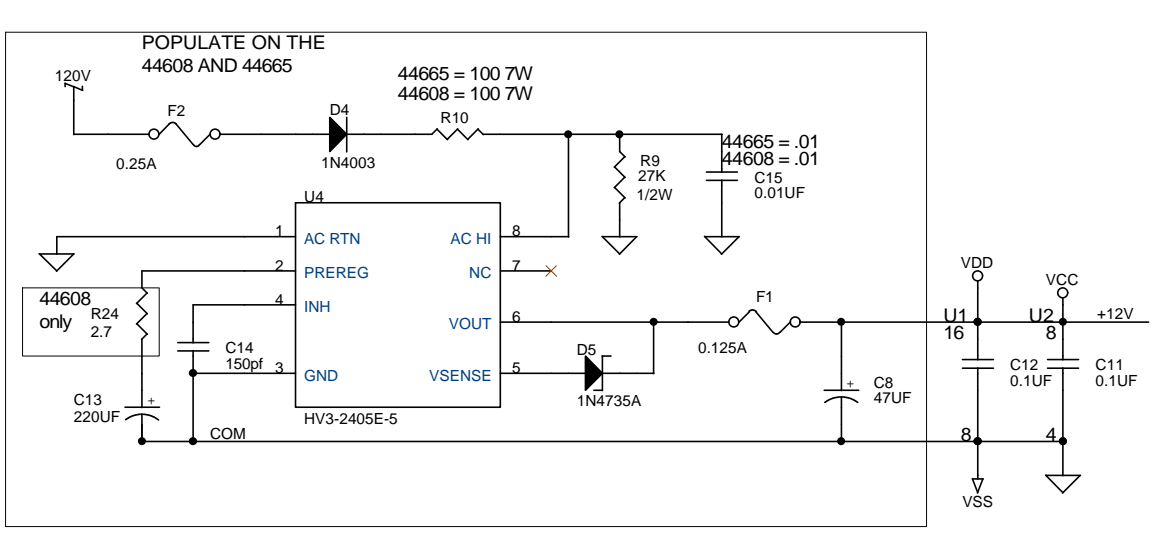 POPULATE ON THE
44608 AND 44665
120V
44665 = 100 7W
44608 = 100 7W
F2
0.25A
D4
1N4003
R10
R9
27K
1/2W
44665 = .01
44608 = .01
C15
0.01UF
U4
1
AC RTN
AC HI
8
2
PREREG
NC
7
4
INH
VOUT
6
3
GND
VSENSE
5
HV3-2405E-5
44608
only
R24
2.7
C14
150pf
C13
220UF
+
COM
D5
1N4735A
F1
0.125A
+
C8
47UF
VDD
VCC
U1
16
U2
8
+12V
C12
0.1UF
C11
0.1UF
8
4
VSS